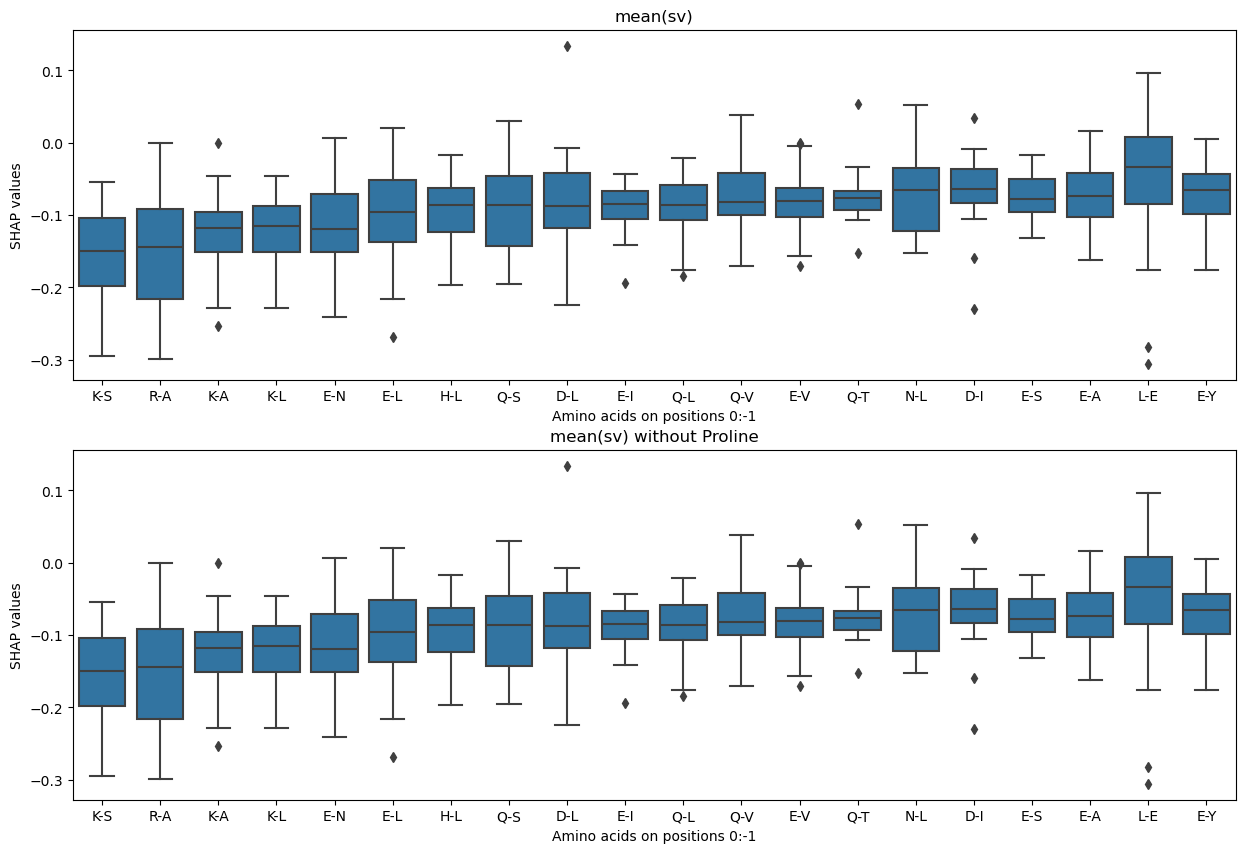 mean(sv)
SHAP values
0.1
0.0
−0.1
−0.2
−0.3
K-S R-A K-A K-L E-N E-L H-L Q-S D-L E-I Q-L Q-V E-V Q-T N-L D-I E-S E-A L-E E-Y
Amino acids on positions 0:-1
mean(sv) without Proline
SHAP values
0.1
0.0
−0.1
−0.2
−0.3
K-S R-A K-A K-L E-N E-L H-L Q-S D-L E-I Q-L Q-V E-V Q-T N-L D-I E-S E-A L-E E-Y
Amino acids on positions 0:-1